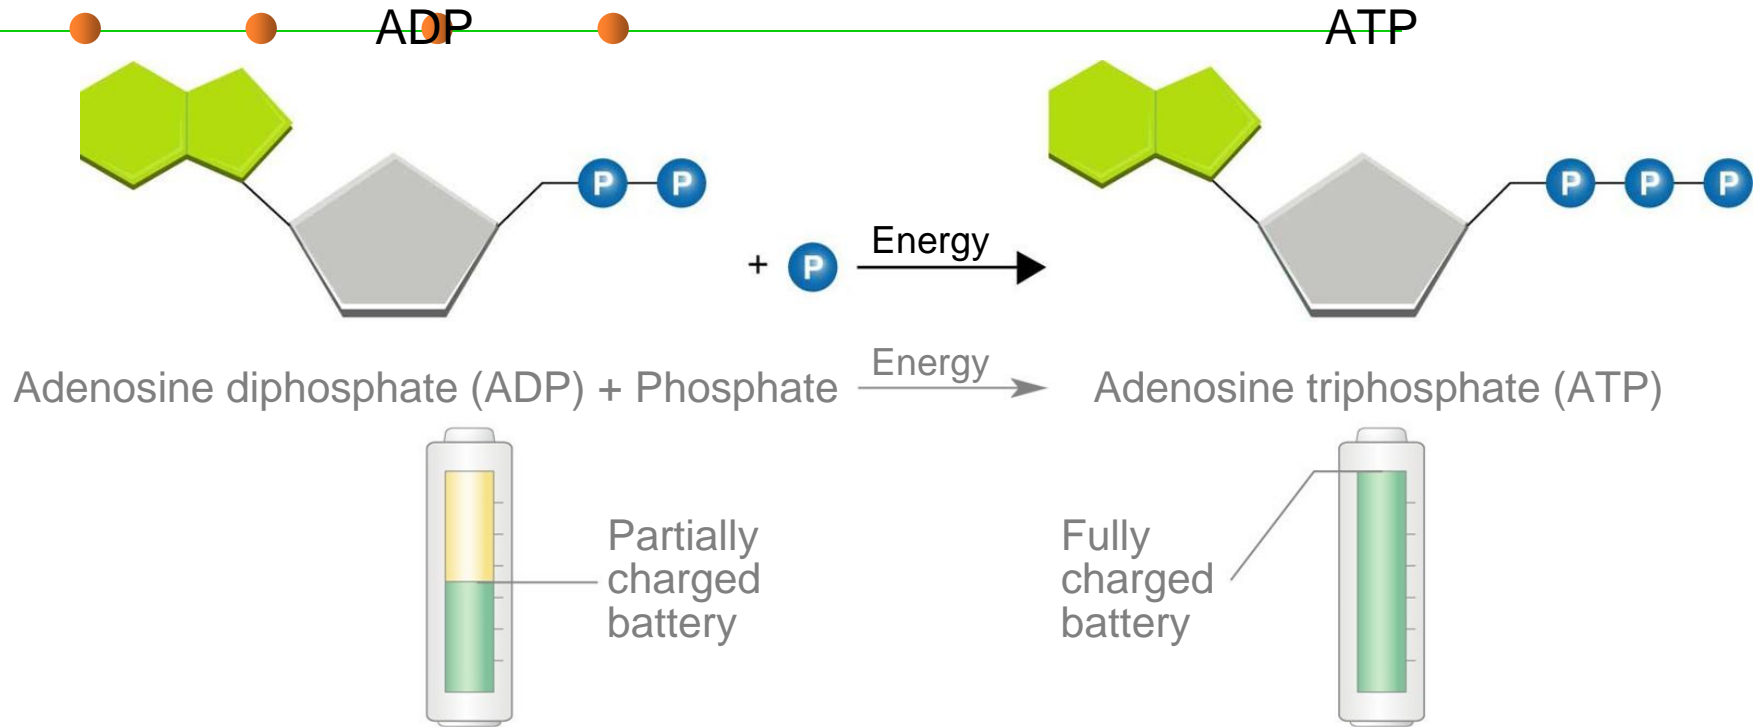 ADP
ATP
P P
P P P
+ P
Energy
Adenosine diphosphate (ADP) + Phosphate
Energy
Adenosine triphosphate (ATP)
Partially
charged
battery
Fully
charged
battery